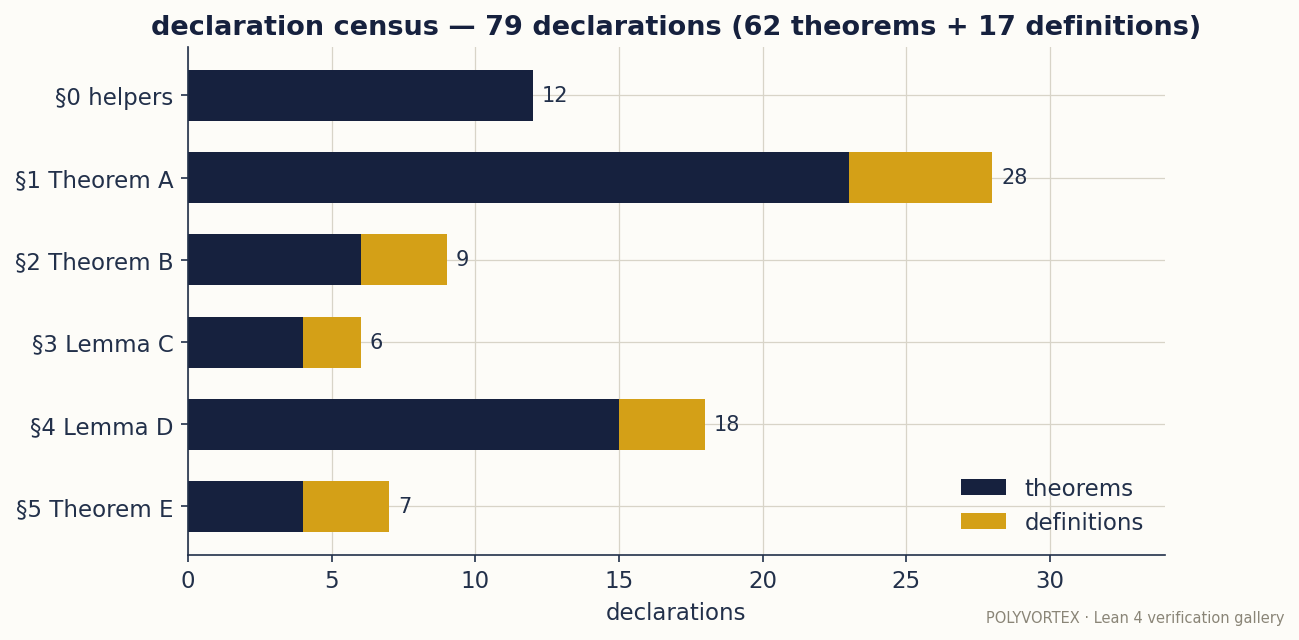 declaration census — 79 declarations (62 theorems + 17 definitions)
§0 helpers
12
§1 Theorem A
28
§2 Theorem B
9
§3 Lemma C
6
§4 Lemma D
18
§5 Theorem E
7
theorems
definitions
0 5 10 15 20 25 30
declarations
POLYVORTEX · Lean 4 verification gallery